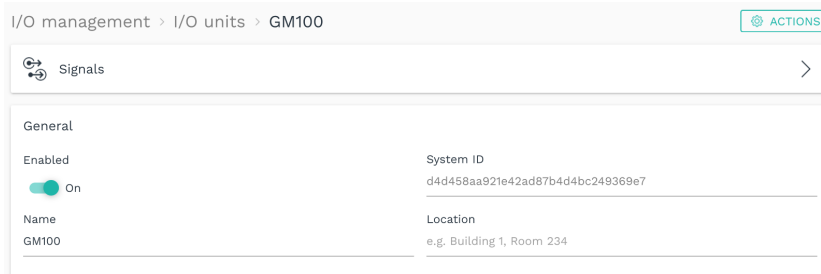 I/O management > I/O units > GM100
ACTIONS
Signals
General
Enabled
On
System ID
d4d458aa921e42ad87b4d4bc249369e7
Name
GM100
Location
e.g. Building 1, Room 234